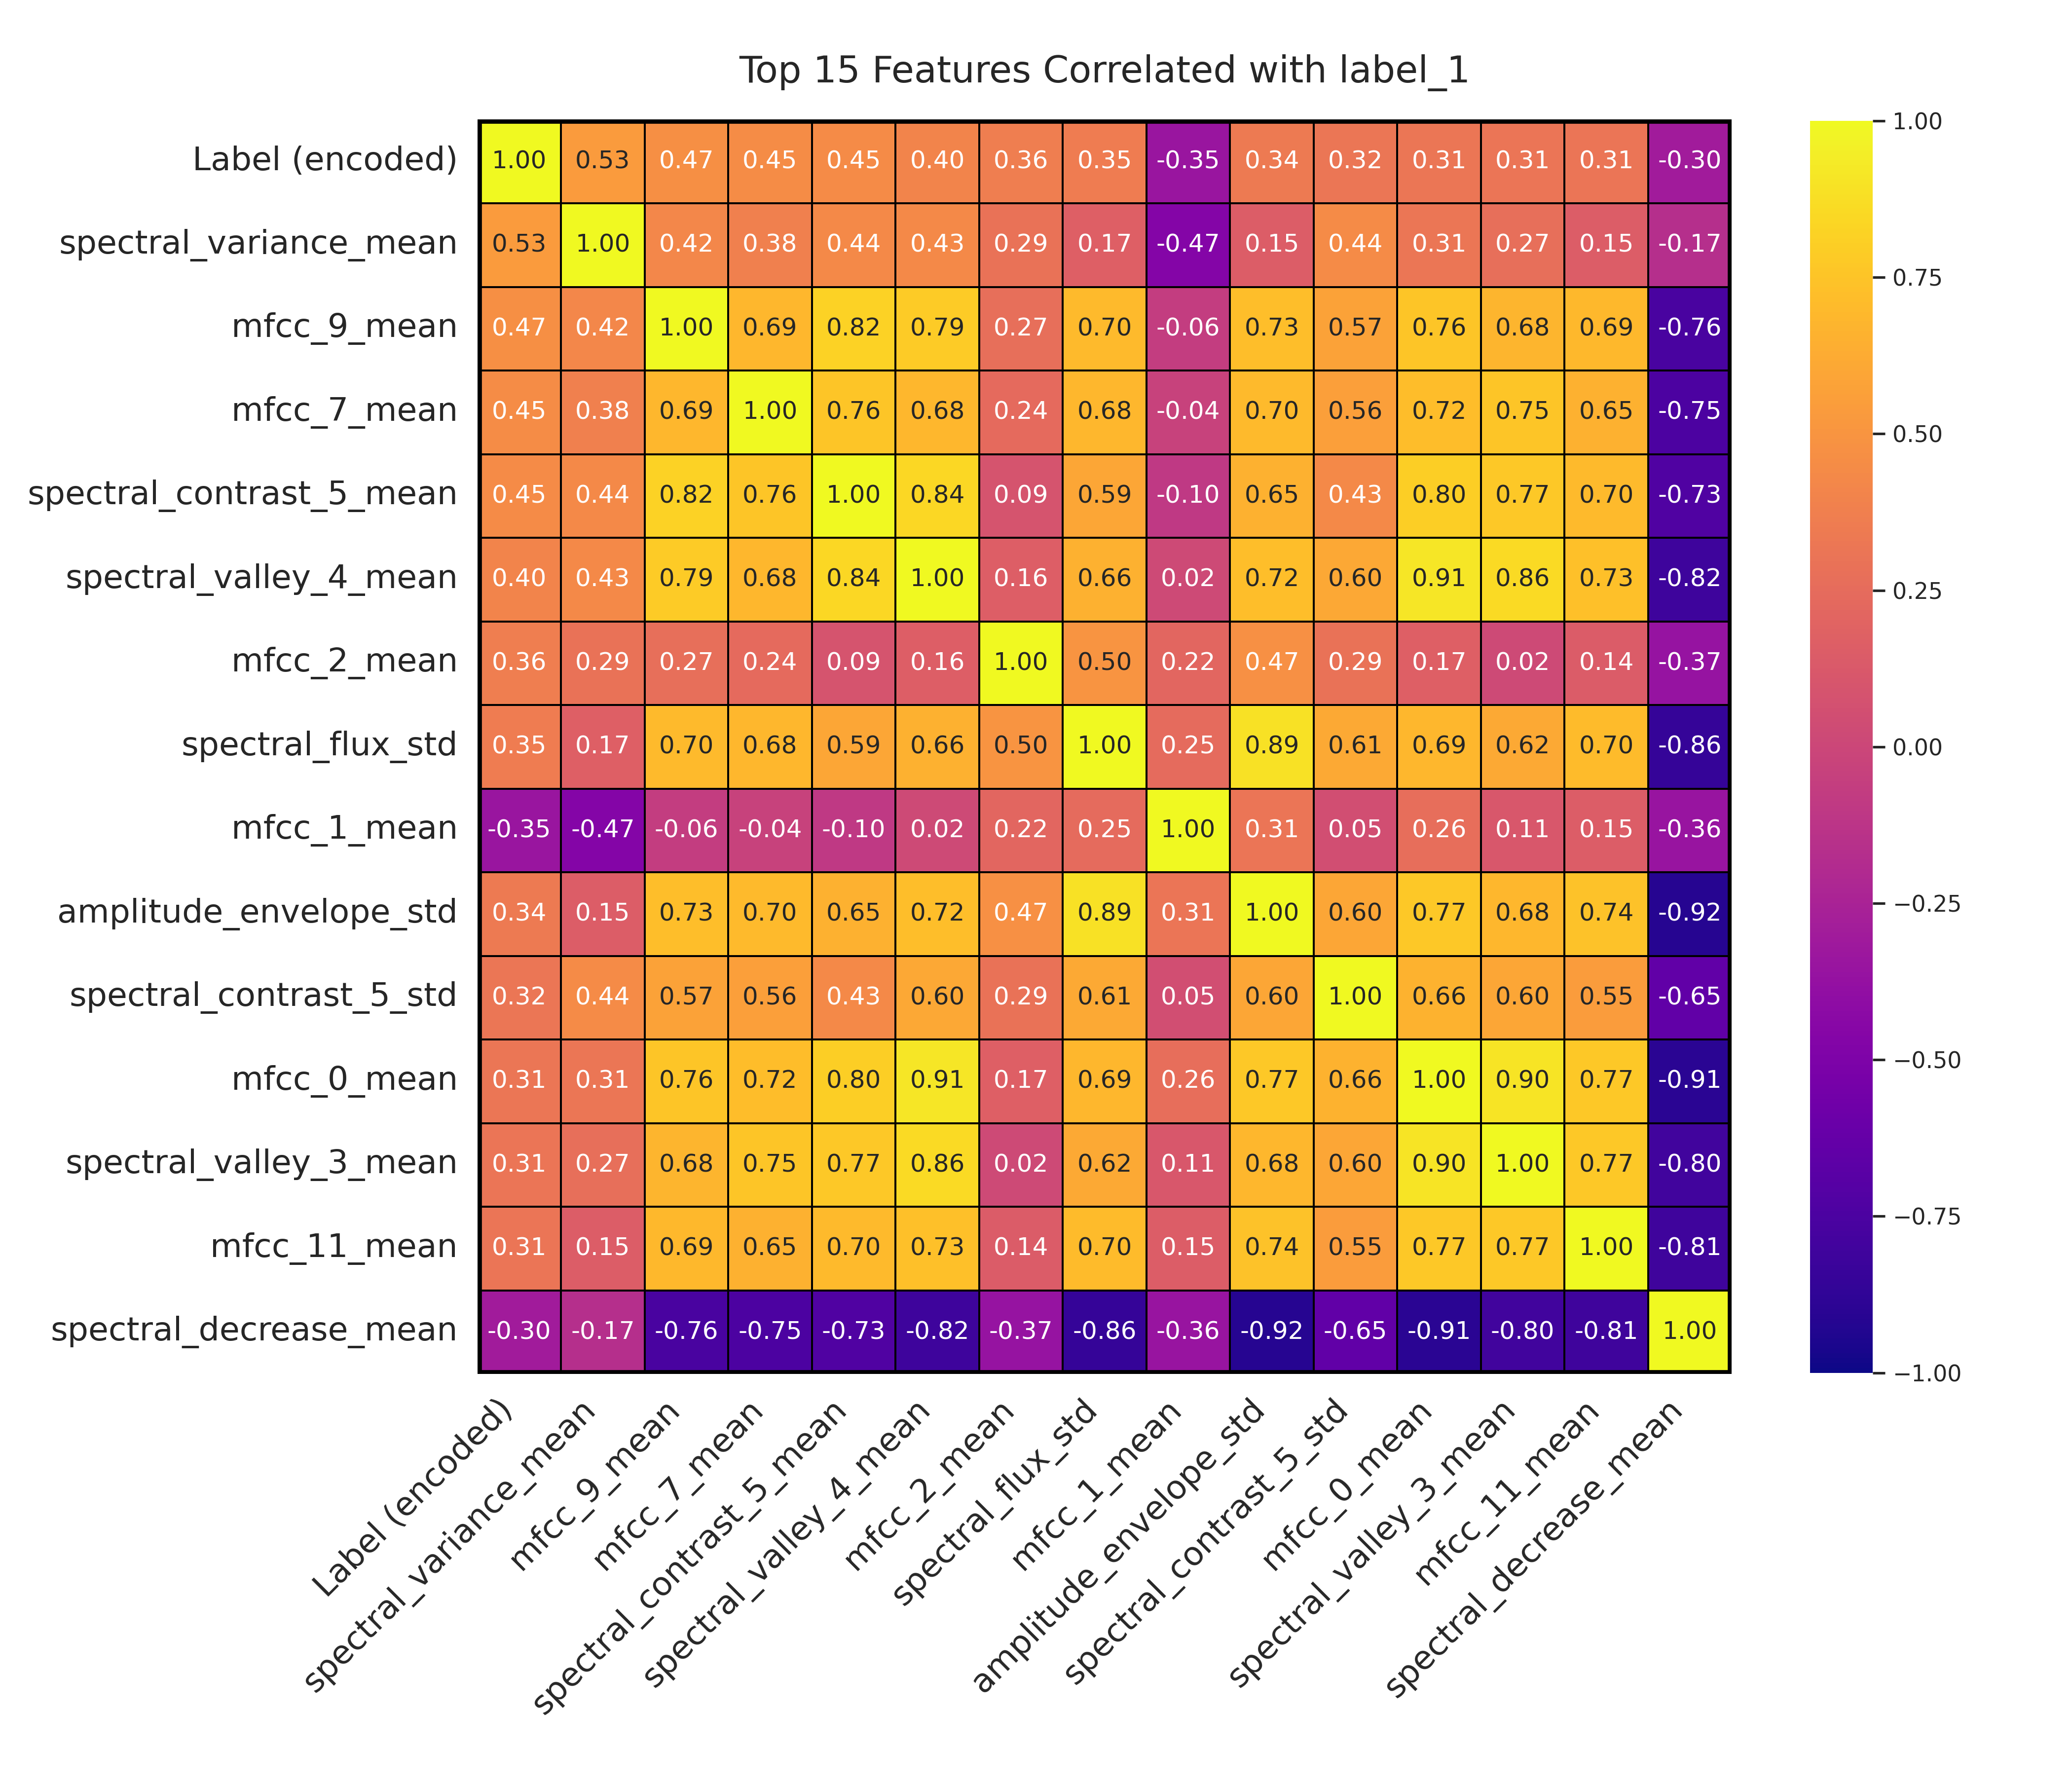 Top 15 Features Correlated with label_1
Label (encoded) 1.00 0.53 0.47 0.45 0.45 0.40 0.36 0.35 -0.35 0.34 0.32 0.31 0.31 0.31 -0.30
spectral_variance_mean 0.53 1.00 0.42 0.38 0.44 0.43 0.29 0.17 -0.47 0.15 0.44 0.31 0.27 0.15 -0.17
mfcc_9_mean 0.47 0.42 1.00 0.69 0.82 0.79 0.27 0.70 -0.06 0.73 0.57 0.76 0.68 0.69 -0.76
mfcc_7_mean 0.45 0.38 0.69 1.00 0.76 0.68 0.24 0.68 -0.04 0.70 0.56 0.72 0.75 0.65 -0.75
spectral_contrast_5_mean 0.45 0.44 0.82 0.76 1.00 0.84 0.09 0.59 -0.10 0.65 0.43 0.80 0.77 0.70 -0.73
spectral_valley_4_mean 0.40 0.43 0.79 0.68 0.84 1.00 0.16 0.66 0.02 0.72 0.60 0.91 0.86 0.73 -0.82
mfcc_2_mean 0.36 0.29 0.27 0.24 0.09 0.16 1.00 0.50 0.22 0.47 0.29 0.17 0.02 0.14 -0.37
spectral_flux_std 0.35 0.17 0.70 0.68 0.59 0.66 0.50 1.00 0.25 0.89 0.61 0.69 0.62 0.70 -0.86
mfcc_1_mean -0.35 -0.47 -0.06 -0.04 -0.10 0.02 0.22 0.25 1.00 0.31 0.05 0.26 0.11 0.15 -0.36
amplitude_envelope_std 0.34 0.15 0.73 0.70 0.65 0.72 0.47 0.89 0.31 1.00 0.60 0.77 0.68 0.74 -0.92
spectral_contrast_5_std 0.32 0.44 0.57 0.56 0.43 0.60 0.29 0.61 0.05 0.60 1.00 0.66 0.60 0.55 -0.65
mfcc_0_mean 0.31 0.31 0.76 0.72 0.80 0.91 0.17 0.69 0.26 0.77 0.66 1.00 0.90 0.77 -0.91
spectral_valley_3_mean 0.31 0.27 0.68 0.75 0.77 0.86 0.02 0.62 0.11 0.68 0.60 0.90 1.00 0.77 -0.80
mfcc_11_mean 0.31 0.15 0.69 0.65 0.70 0.73 0.14 0.70 0.15 0.74 0.55 0.77 0.77 1.00 -0.81
spectral_decrease_mean -0.30 -0.17 -0.76 -0.75 -0.73 -0.82 -0.37 -0.86 -0.36 -0.92 -0.65 -0.91 -0.80 -0.81 1.00
Label (encoded)
spectral_variance_mean
mfcc_9_mean
mfcc_7_mean
spectral_contrast_5_mean
spectral_valley_4_mean
mfcc_2_mean
spectral_flux_std
mfcc_1_mean
amplitude_envelope_std
spectral_contrast_5_std
mfcc_0_mean
spectral_valley_3_mean
mfcc_11_mean
spectral_decrease_mean
1.00
0.75
0.50
0.25
0.00
−0.25
−0.50
−0.75
−1.00